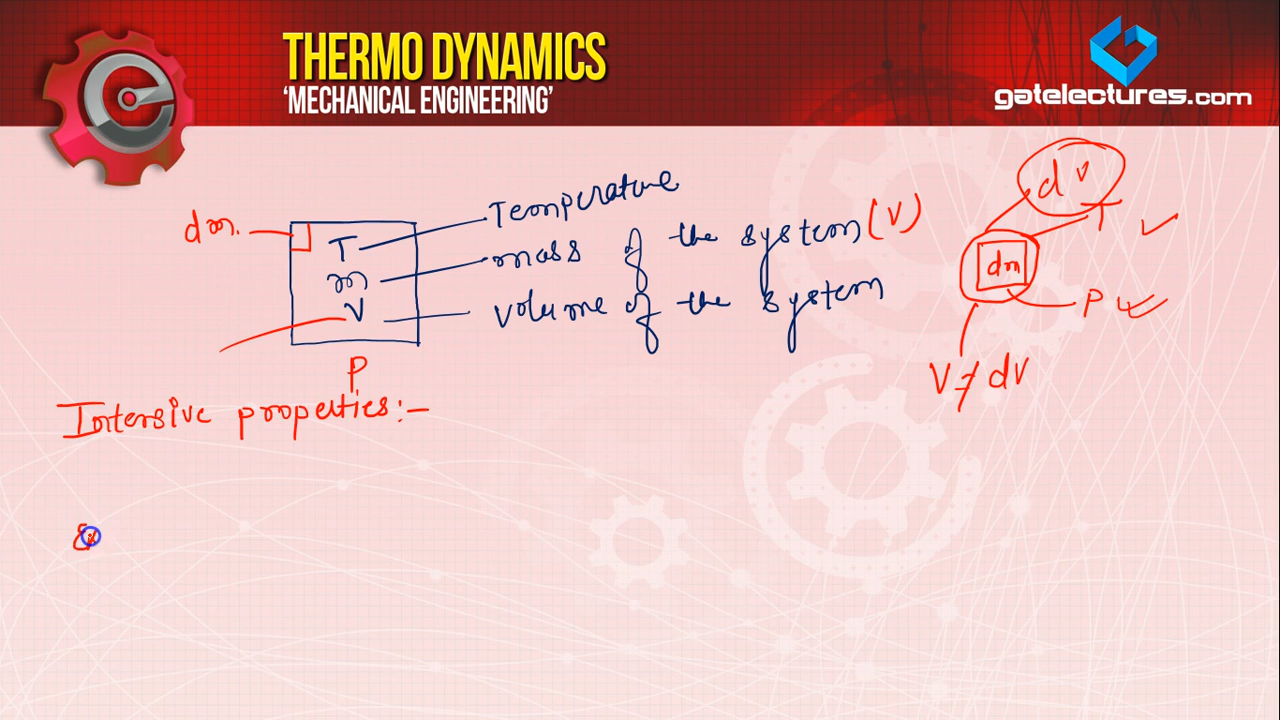 THERMO DYNAMICS
'MECHANICAL ENGINEERING'
gatelectures.com
dm.
T
m
V
P
Temperature
mass of the system (V)
volume of the system
dV
T
dm
P
V ≠ dV
Intensive properties:-